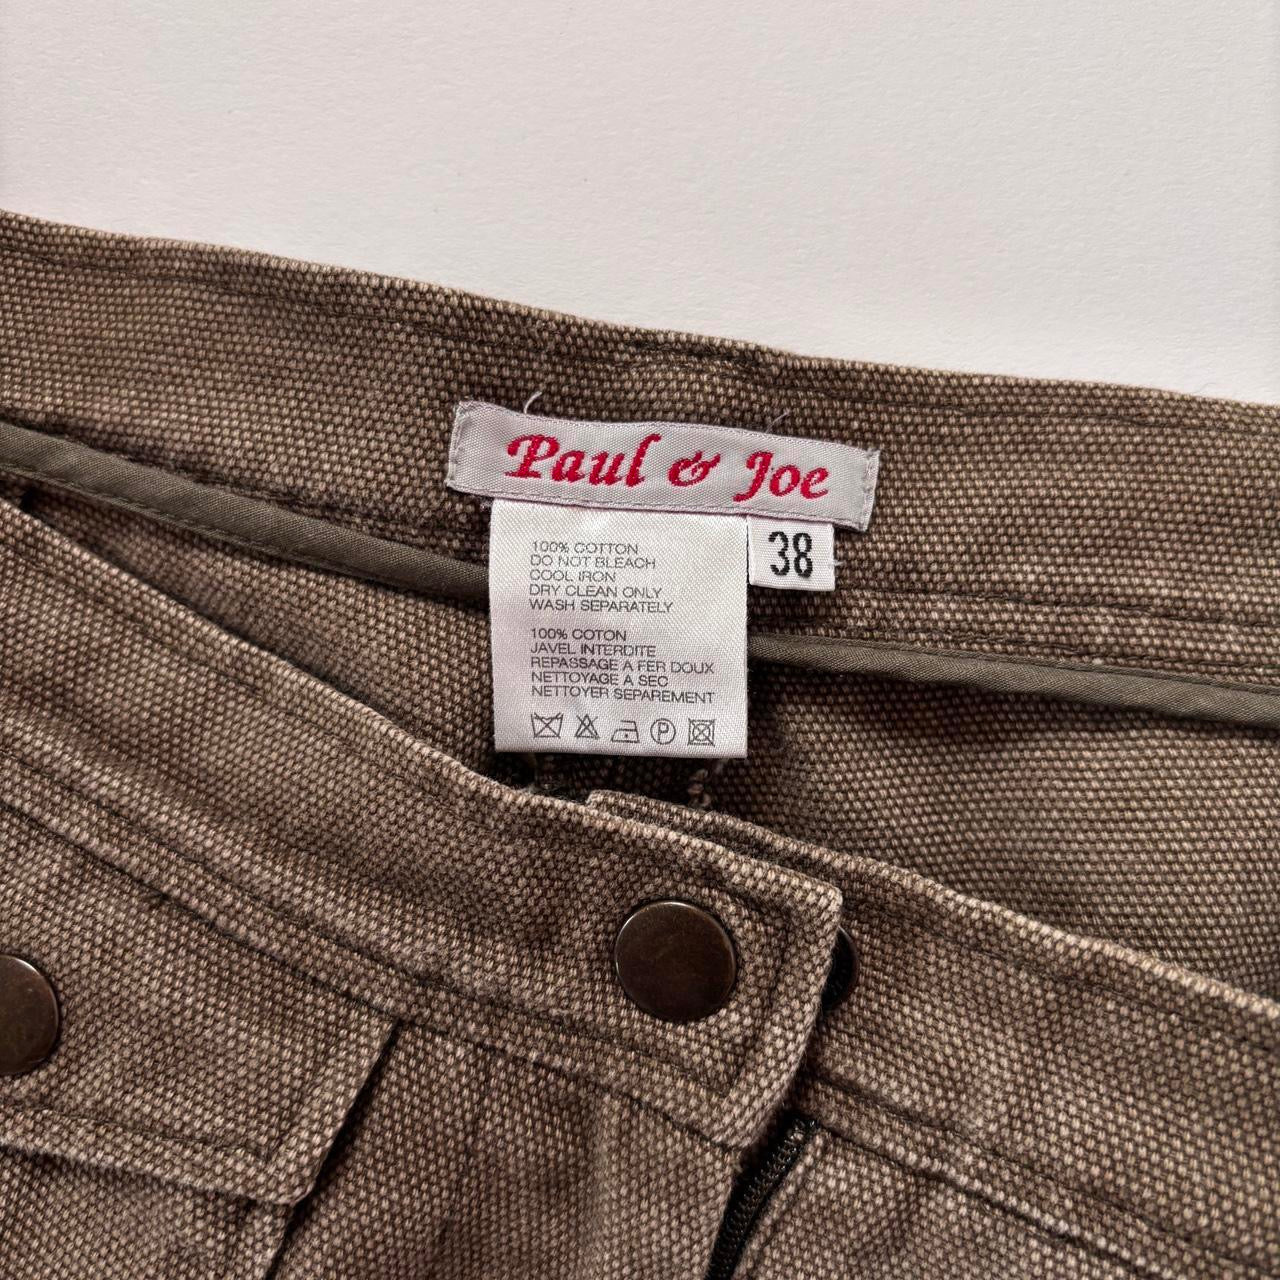 Paul & Joe
38
100% COTTON
DO NOT BLEACH
COOL IRON
DRY CLEAN ONLY
WASH SEPARATELY
100% COTON
JAVEL INTERDITE
REPASSAGE A FER DOUX
NETTOYAGE A SEC
NETTOYER SEPAREMENT
P